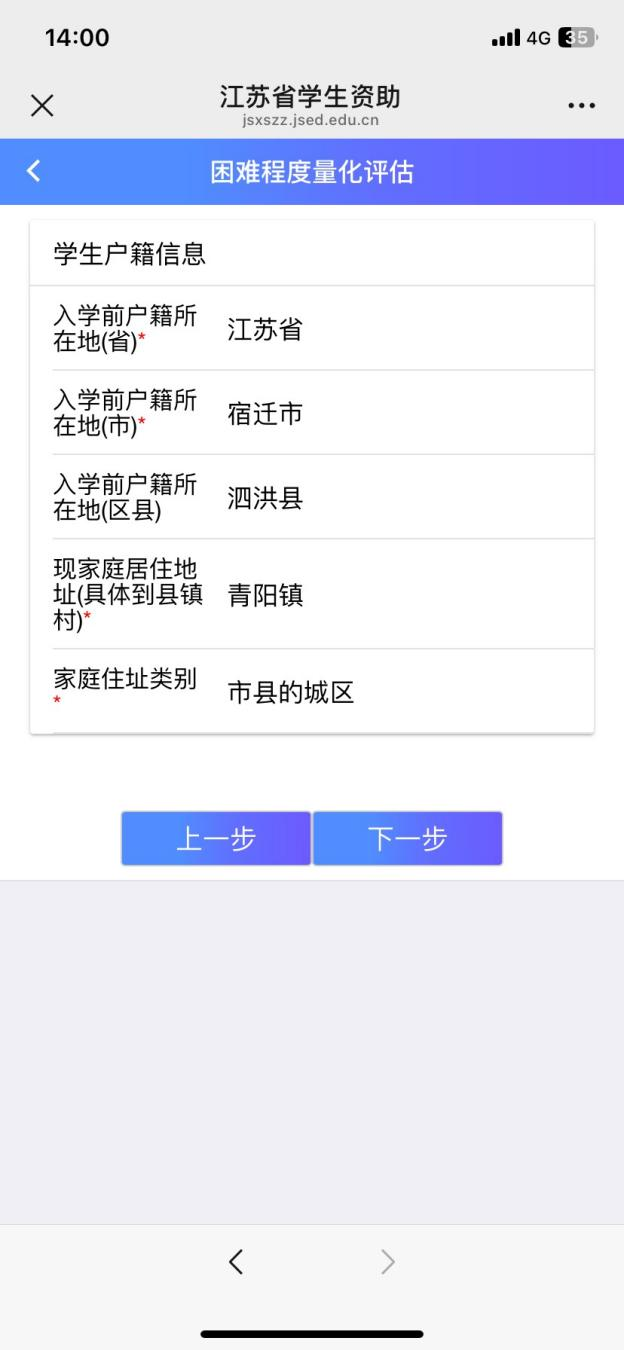 14:00
4G
35
江苏省学生资助
jsxszz.jsed.edu.cn
困难程度量化评估
学生户籍信息
入学前户籍所
在地(省)*
江苏省
入学前户籍所
在地(市)*
宿迁市
入学前户籍所
在地(区县)
泗洪县
现家庭居住地
址(具体到县镇
村)*
青阳镇
家庭住址类别
*
市县的城区
上一步
下一步